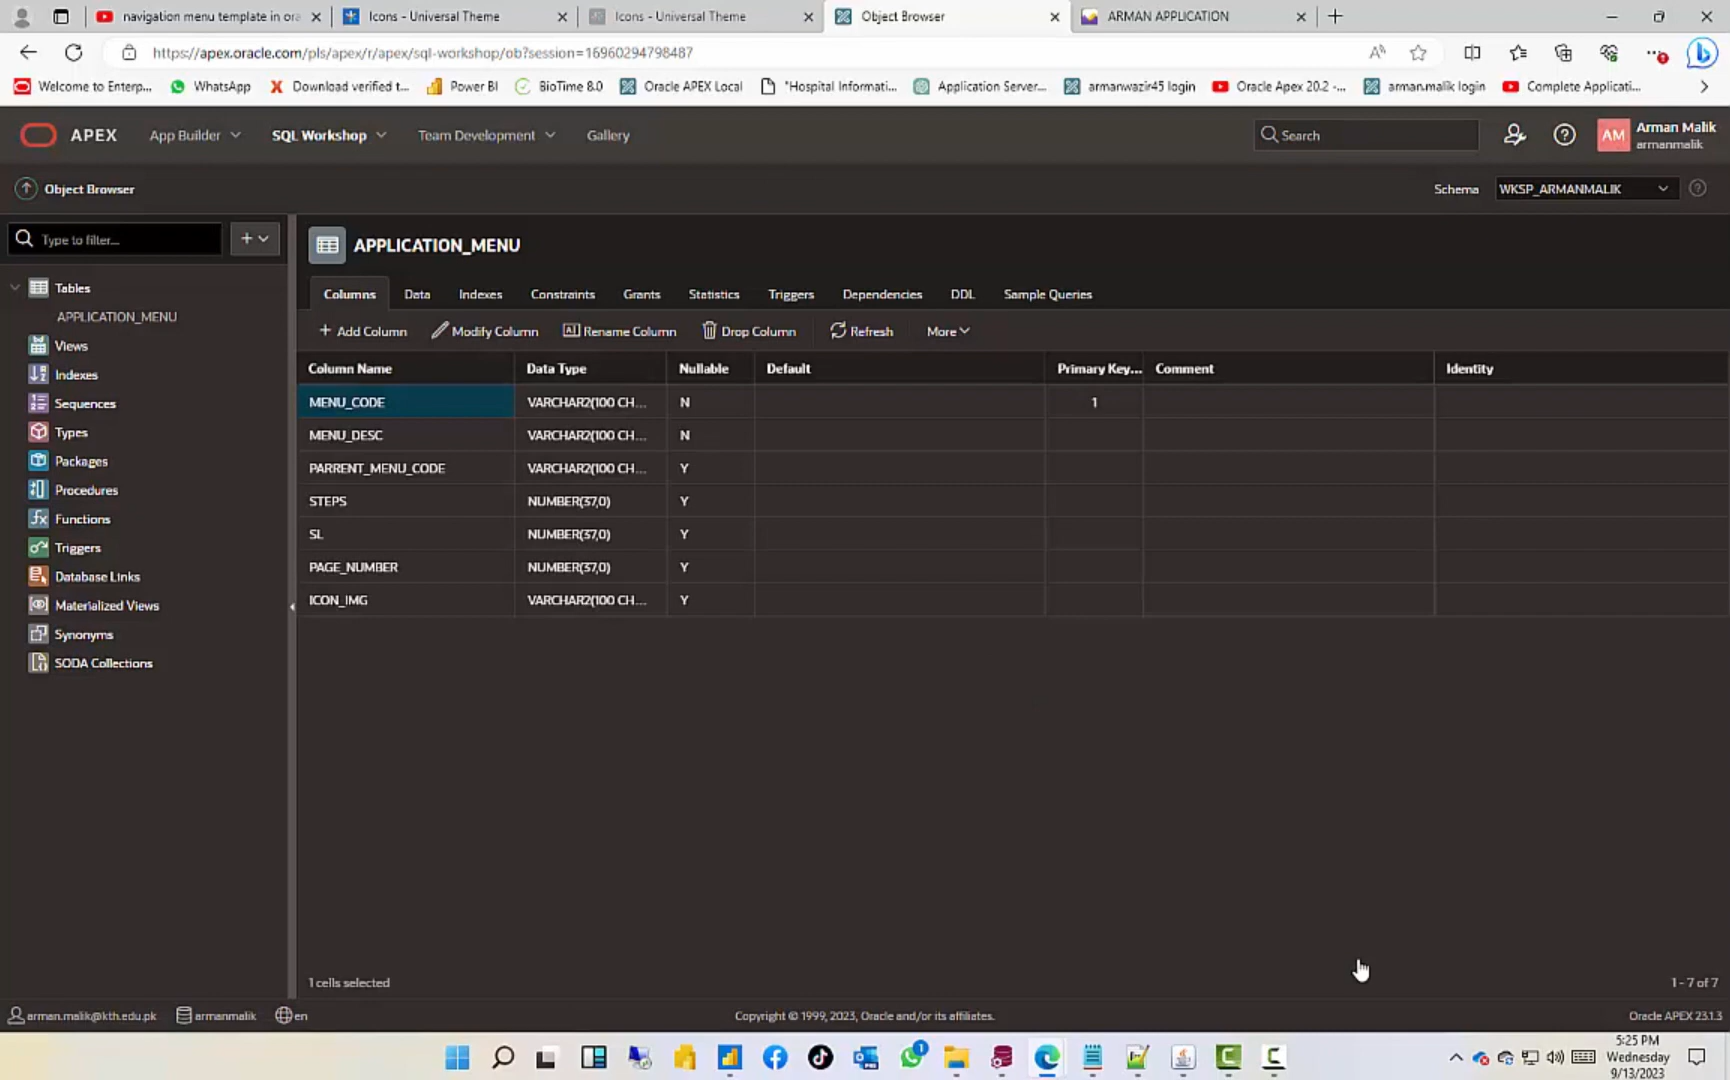 navigation menu template in ora
Icons - Universal Theme
Icons - Universal Theme
Object Browser
ARMAN APPLICATION
https://apex.oracle.com/pls/apex/r/apex/sql-workshop/ob?session=16960294798487
Welcome to Enterp...
WhatsApp
Download verified t...
Power BI
BioTime 8.0
Oracle APEX Local
"Hospital Informati...
Application Server...
armanwazir45 login
Oracle Apex 20.2 -...
arman.malik login
Complete Applicati...
APEX
App Builder
SQL Workshop
Team Development
Gallery
Search
AM
Arman Malik
armanmalik
Object Browser
Schema
WKSP_ARMANMALIK
Type to filter...
APPLICATION_MENU
Tables
APPLICATION_MENU
Views
Indexes
Sequences
Types
Packages
Procedures
Functions
Triggers
Database Links
Materialized Views
Synonyms
SODA Collections
Columns Data Indexes Constraints Grants Statistics Triggers Dependencies DDL Sample Queries
+ Add Column Modify Column Rename Column Drop Column Refresh More
Column Name Data Type Nullable Default Primary Key... Comment Identity
MENU_CODE VARCHAR2(100 CH... N 1
MENU_DESC VARCHAR2(100 CH... N
PARRENT_MENU_CODE VARCHAR2(100 CH... Y
STEPS NUMBER(37,0) Y
SL NUMBER(37,0) Y
PAGE_NUMBER NUMBER(37,0) Y
ICON_IMG VARCHAR2(100 CH... Y
1 cells selected
1 - 7 of 7
arman.malik@kth.edu.pk
armanmalik
en
Copyright © 1999, 2023, Oracle and/or its affiliates.
Oracle APEX 23.1.3
1
5:25 PM
Wednesday
9/13/2023